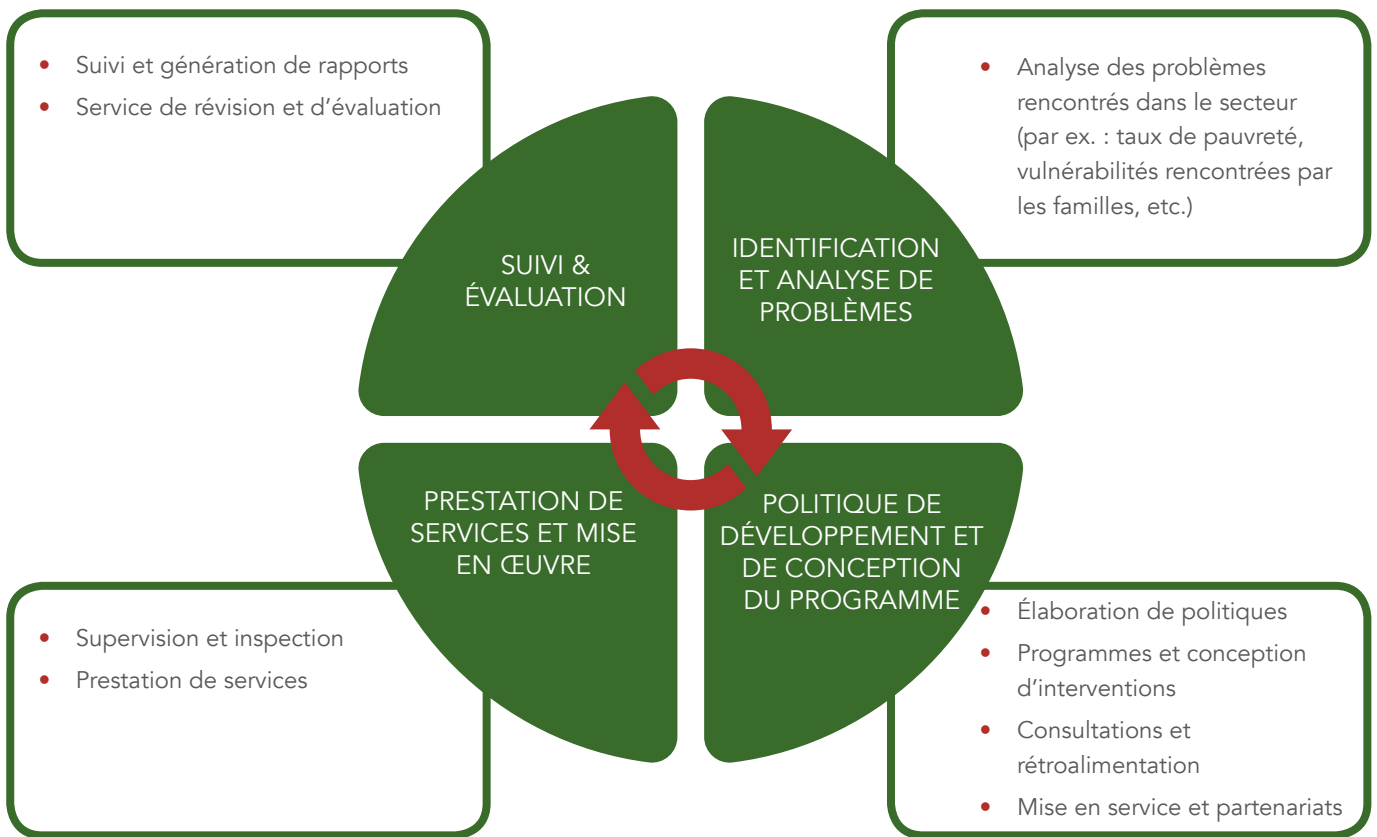 • Suivi et génération de rapports
• Service de révision et d’évaluation
• Analyse des problèmes
rencontrés dans le secteur
(par ex. : taux de pauvreté,
vulnérabilités rencontrées par
les familles, etc.)
SUIVI &
ÉVALUATION
IDENTIFICATION
ET ANALYSE DE
PROBLÈMES
PRESTATION DE
SERVICES ET MISE
EN ŒUVRE
POLITIQUE DE
DÉVELOPPEMENT ET
DE CONCEPTION
DU PROGRAMME
• Supervision et inspection
• Prestation de services
• Élaboration de politiques
• Programmes et conception
d’interventions
• Consultations et
rétroalimentation
• Mise en service et partenariats